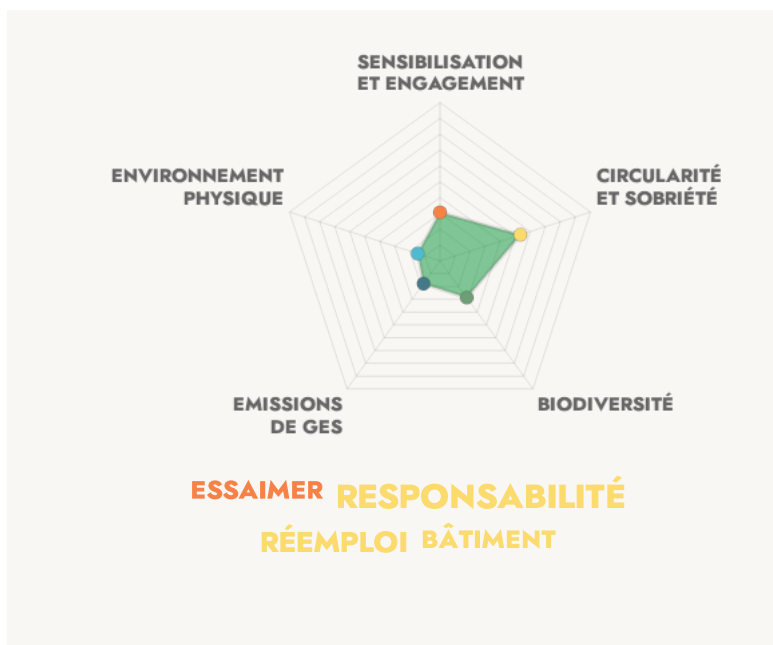 SENSIBILISATION
ET ENGAGEMENT
ENVIRONNEMENT
PHYSIQUE
CIRCULARITÉ
ET SOBRIÉTÉ
EMISSIONS
DE GES
BIODIVERSITÉ
ESSAIMER RESPONSABILITÉ
RÉEMPLOI BÂTIMENT